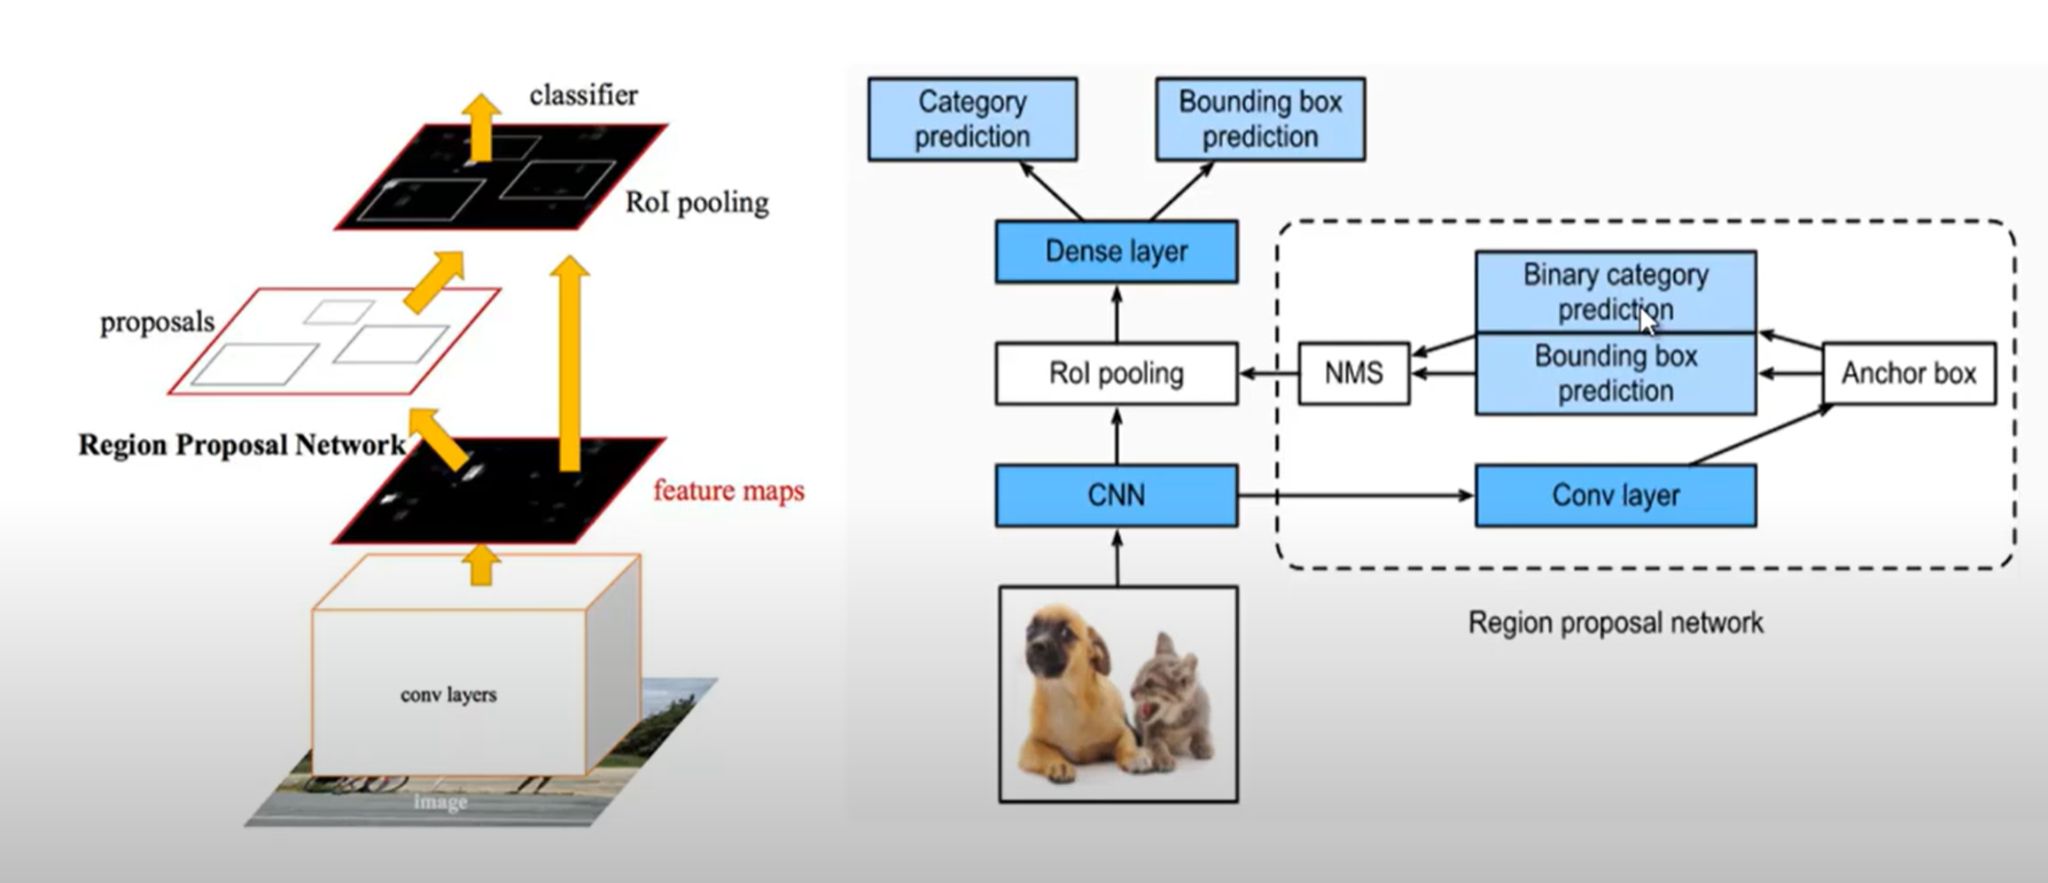 classifier
RoI pooling
proposals
Region Proposal Network
feature maps
conv layers
image
Category
prediction
Bounding box
prediction
Dense layer
RoI pooling
CNN
NMS
Binary category
prediction
Bounding box
prediction
Anchor box
Conv layer
Region proposal network